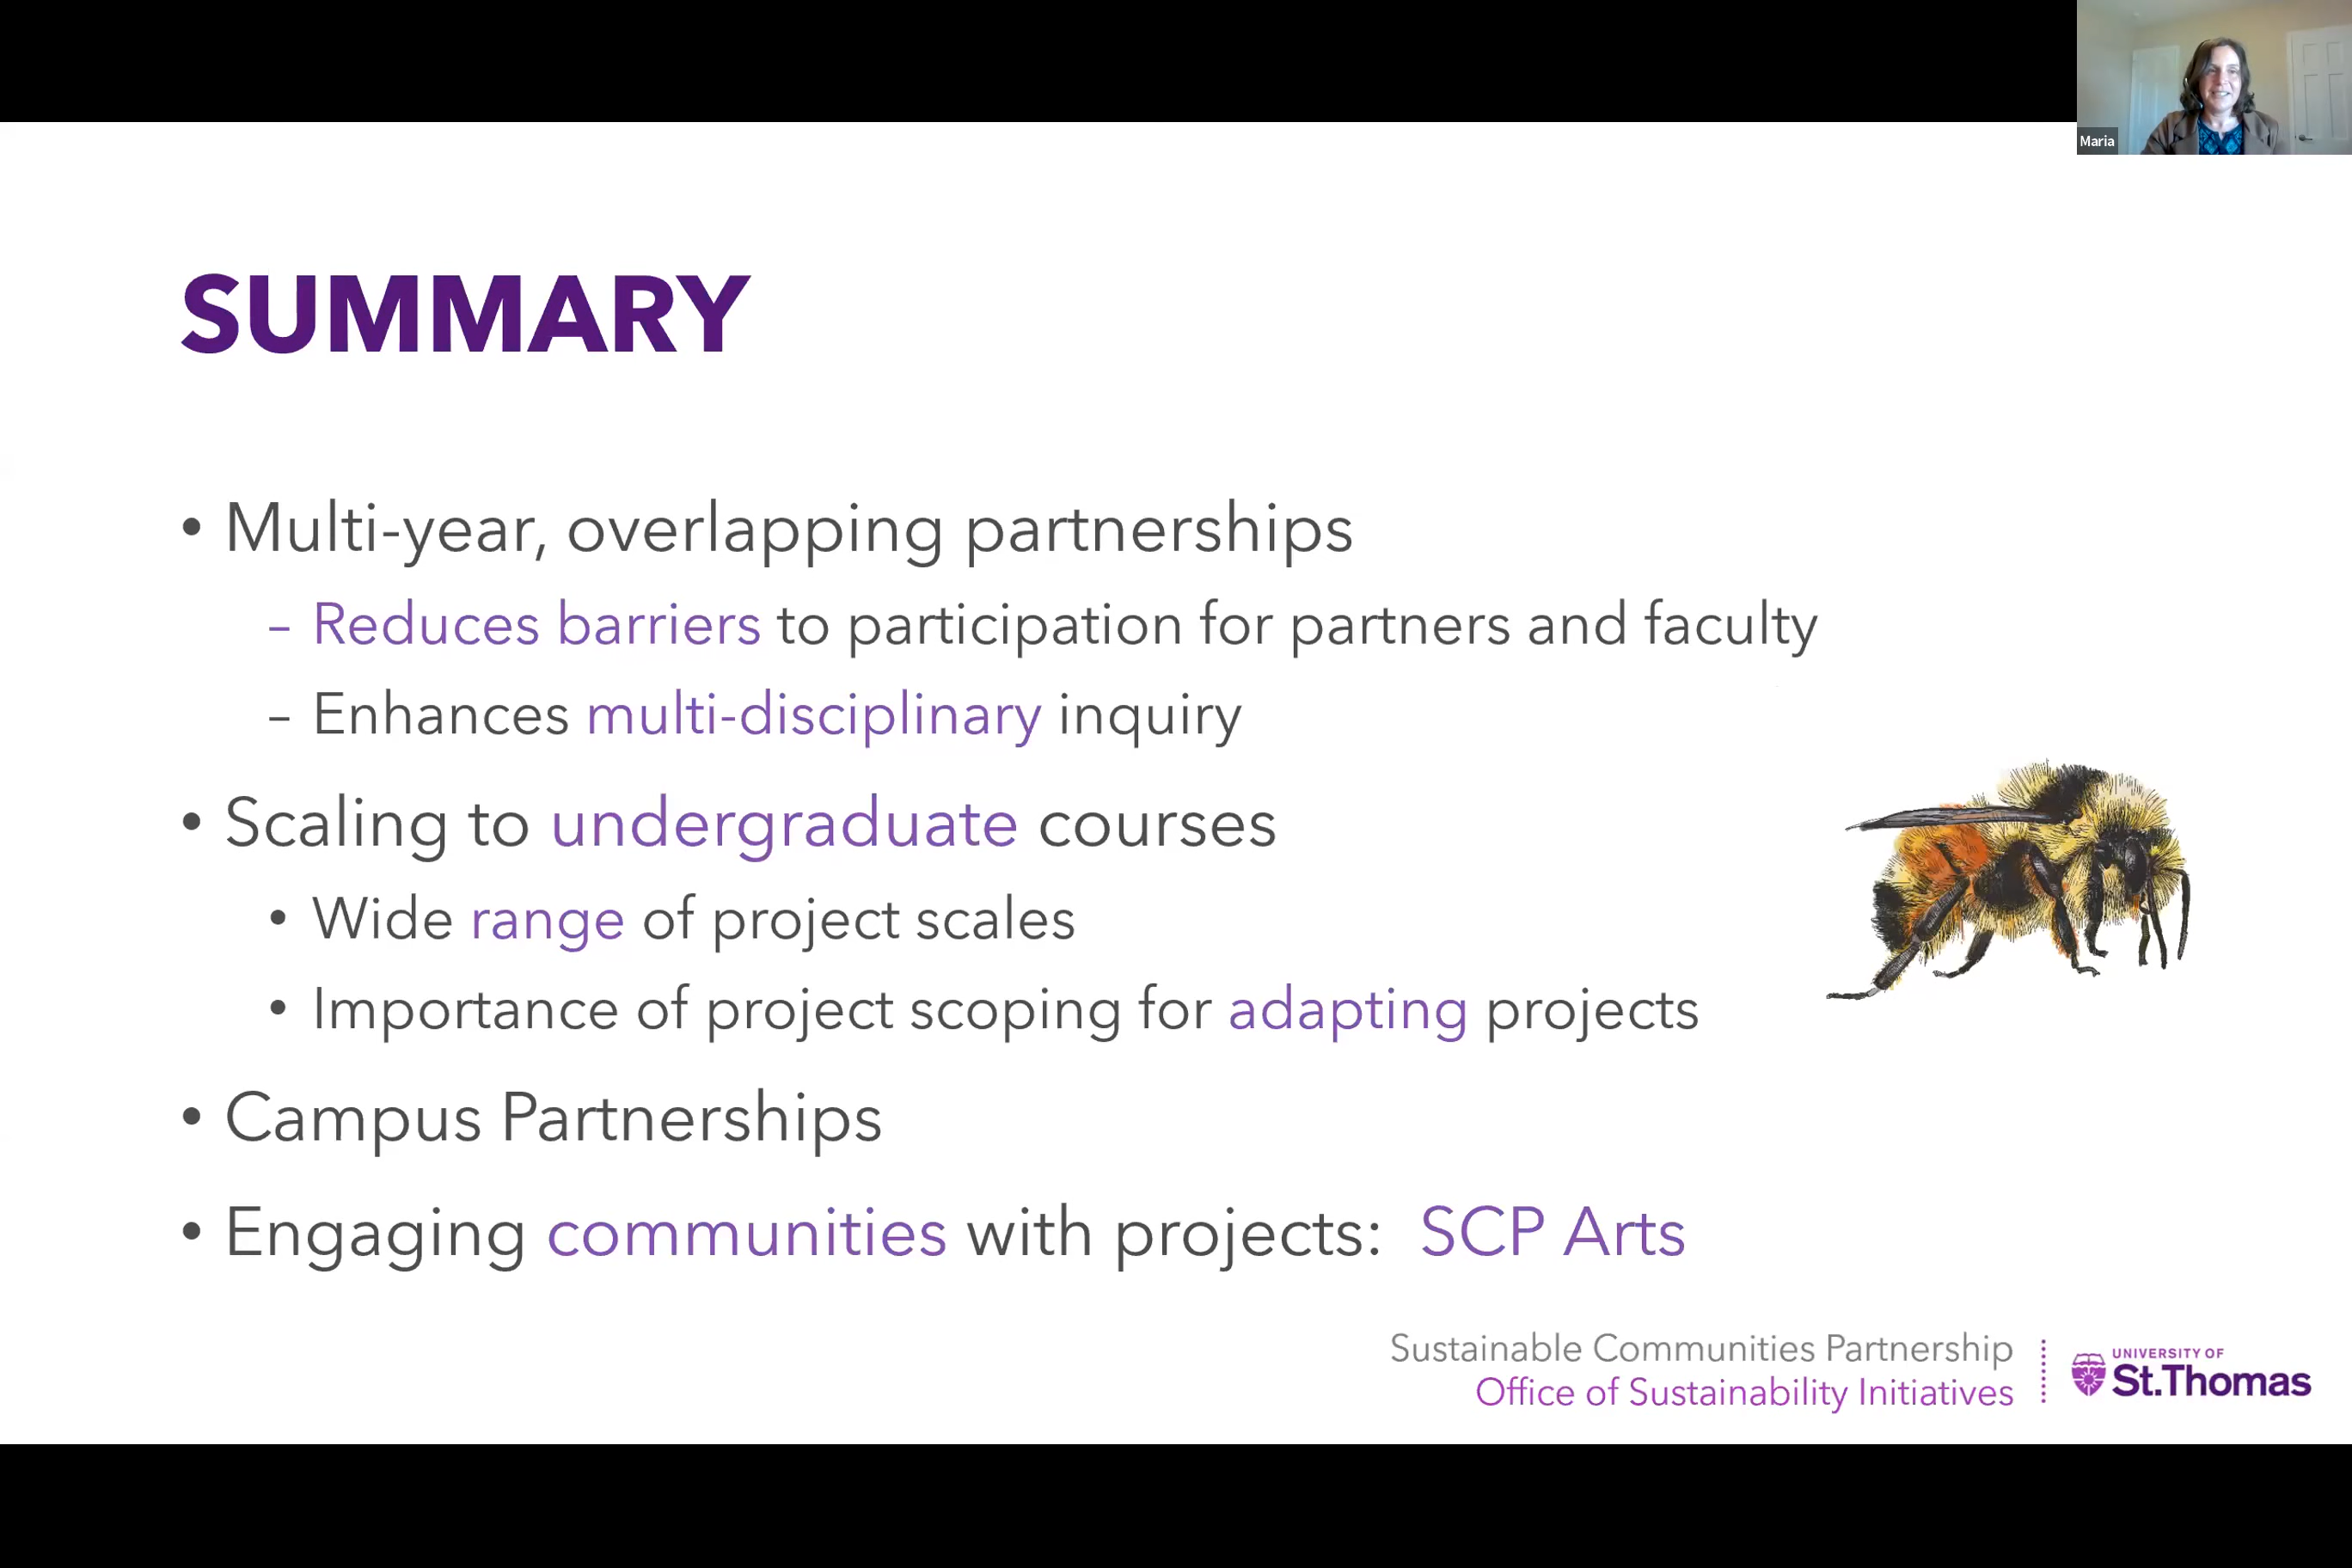 Maria
SUMMARY
• Multi-year, overlapping partnerships
– Reduces barriers to participation for partners and faculty
– Enhances multi-disciplinary inquiry
• Scaling to undergraduate courses
• Wide range of project scales
• Importance of project scoping for adapting projects
• Campus Partnerships
• Engaging communities with projects: SCP Arts
Sustainable Communities Partnership
Office of Sustainability Initiatives
UNIVERSITY OF
St.Thomas